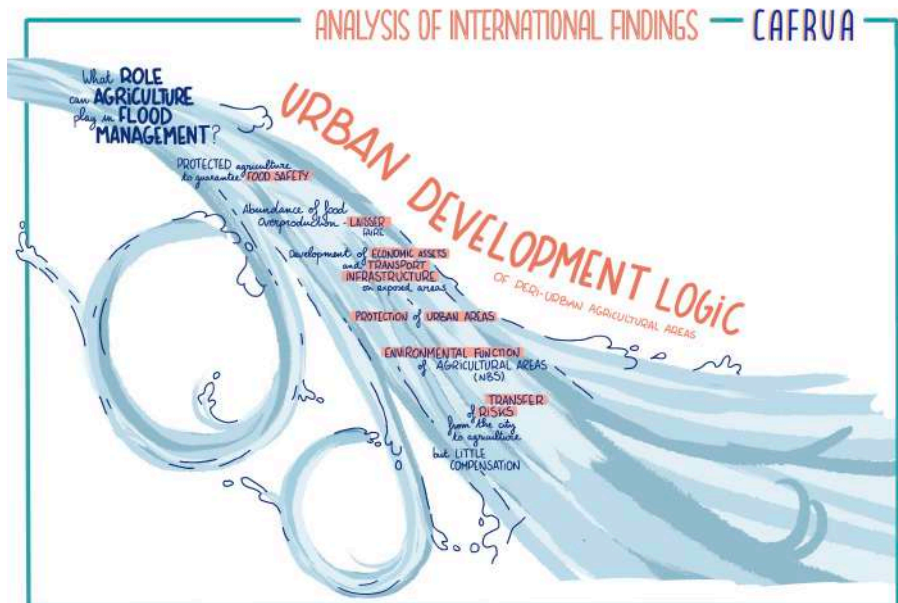 ANALYSIS OF INTERNATIONAL FINDINGS — CAFRUA
What ROLE
can AGRICULTURE
play in FLOOD
MANAGEMENT?
URBAN DEVELOPMENT LOGIC
OF PERI-URBAN AGRICULTURAL AREAS
PROTECTED agriculture
to guarantee FOOD SAFETY
Abundance of food
Overproduction - LAISSER
FAIRE
Development of ECONOMIC ASSETS
and TRANSPORT
INFRASTRUCTURE
on exposed areas
PROTECTION of URBAN AREAS
ENVIRONMENTAL FUNCTION
of AGRICULTURAL AREAS
(NBS)
TRANSFER
of RISKS
from the city
to agriculture
but LITTLE
COMPENSATION